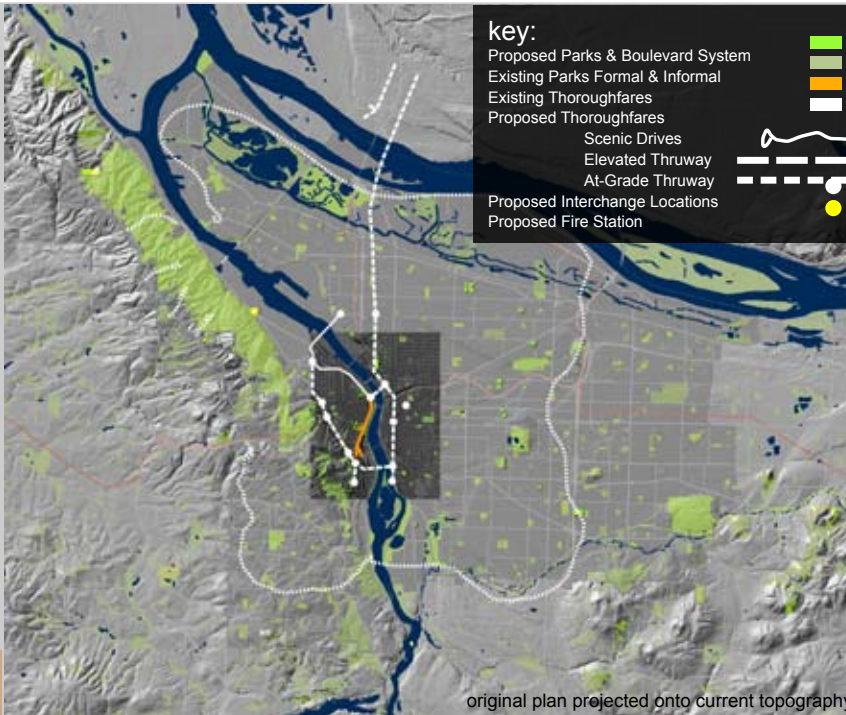 key:
Proposed Parks & Boulevard System
Existing Parks Formal & Informal
Existing Thoroughfares
Proposed Thoroughfares
Scenic Drives
Elevated Thruway
At-Grade Thruway
Proposed Interchange Locations
Proposed Fire Station
original plan projected onto current topography